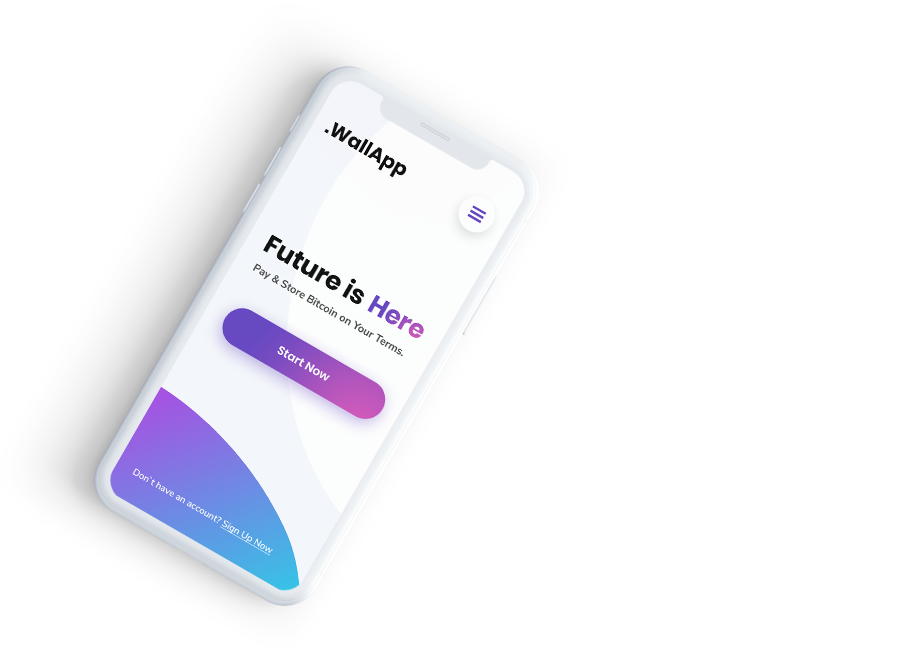 .WallApp
Future is Here
Pay & Store Bitcoin on Your Terms.
Start Now
Don't have an account? Sign Up Now